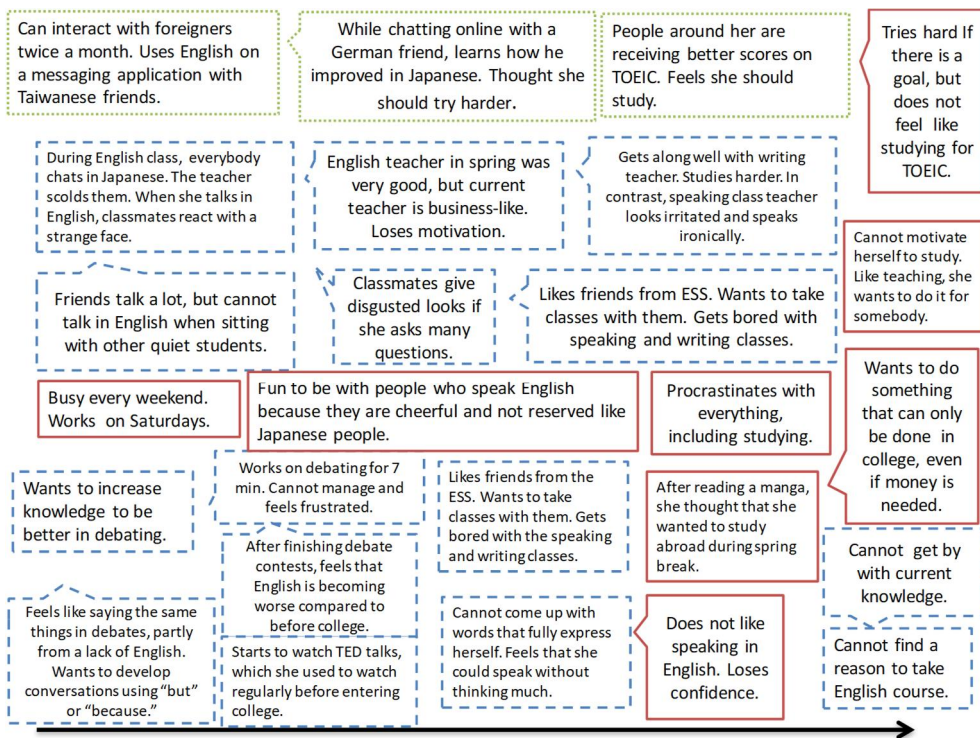 Can interact with foreigners
twice a month. Uses English on
a messaging application with
Taiwanese friends.
While chatting online with a
German friend, learns how he
improved in Japanese. Thought she
should try harder.
People around her are
receiving better scores on
TOEIC. Feels she should
study.
Tries hard If
there is a
goal, but
does not
feel like
studying for
TOEIC.
During English class, everybody
chats in Japanese. The teacher
scolds them. When she talks in
English, classmates react with a
strange face.
English teacher in spring was
very good, but current
teacher is business-like.
Loses motivation.
Gets along well with writing
teacher. Studies harder. In
contrast, speaking class teacher
looks irritated and speaks
ironically.
Cannot motivate
herself to study.
Like teaching, she
wants to do it for
somebody.
Friends talk a lot, but cannot
talk in English when sitting
with other quiet students.
Classmates give
disgusted looks if
she asks many
questions.
Likes friends from ESS. Wants to take
classes with them. Gets bored with
speaking and writing classes.
Busy every weekend.
Works on Saturdays.
Fun to be with people who speak English
because they are cheerful and not reserved like
Japanese people.
Procrastinates with
everything,
including studying.
Wants to do
something
that can only
be done in
college, even
if money is
needed.
Wants to increase
knowledge to be
better in debating.
Works on debating for 7
min. Cannot manage and
feels frustrated.
Likes friends from the
ESS. Wants to take
classes with them. Gets
bored with the speaking
and writing classes.
After reading a manga,
she thought that she
wanted to study
abroad during spring
break.
After finishing debate
contests, feels that
English is becoming
worse compared to
before college.
Cannot get by
with current
knowledge.
Feels like saying the same
things in debates, partly
from a lack of English.
Wants to develop
conversations using “but”
or “because.”
Starts to watch TED talks,
which she used to watch
regularly before entering
college.
Cannot come up with
words that fully express
herself. Feels that she
could speak without
thinking much.
Does not like
speaking in
English. Loses
confidence.
Cannot find a
reason to take
English course.